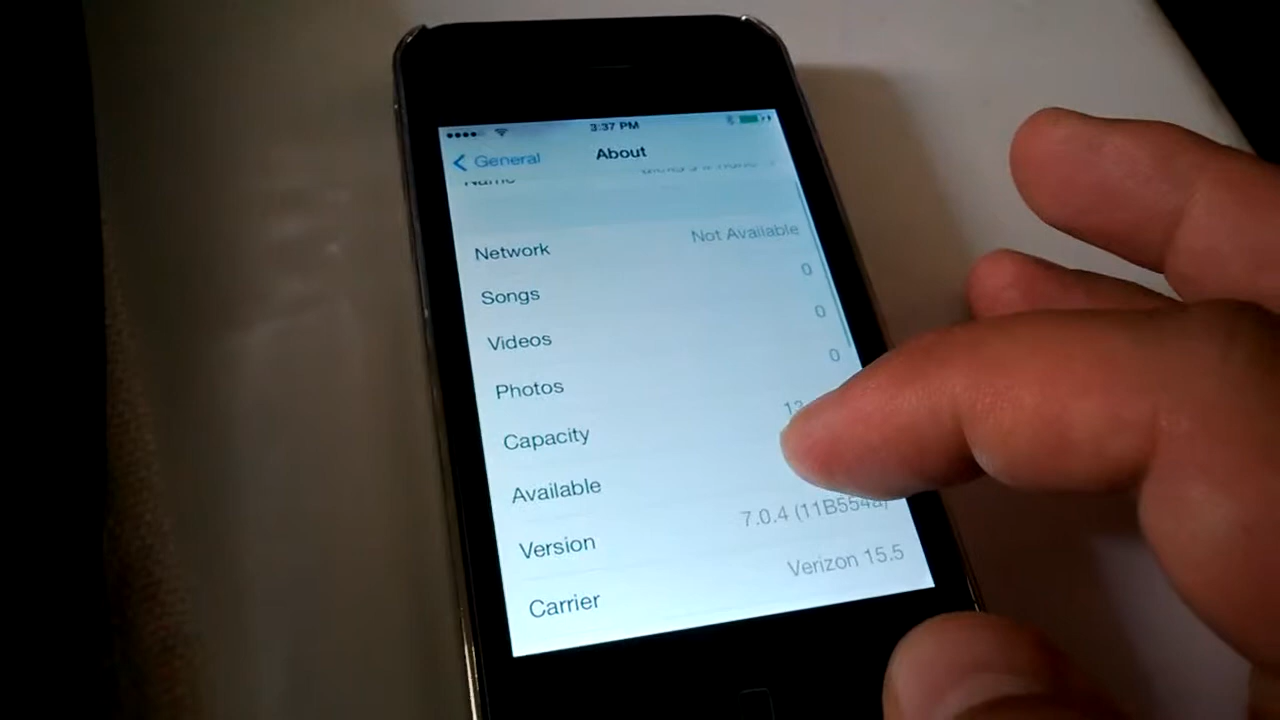 3:37 PM
General About
Name
Network Not Available
Songs 0
Videos 0
Photos 0
Capacity
Available
Version 7.0.4 (11B554a)
Carrier Verizon 15.5